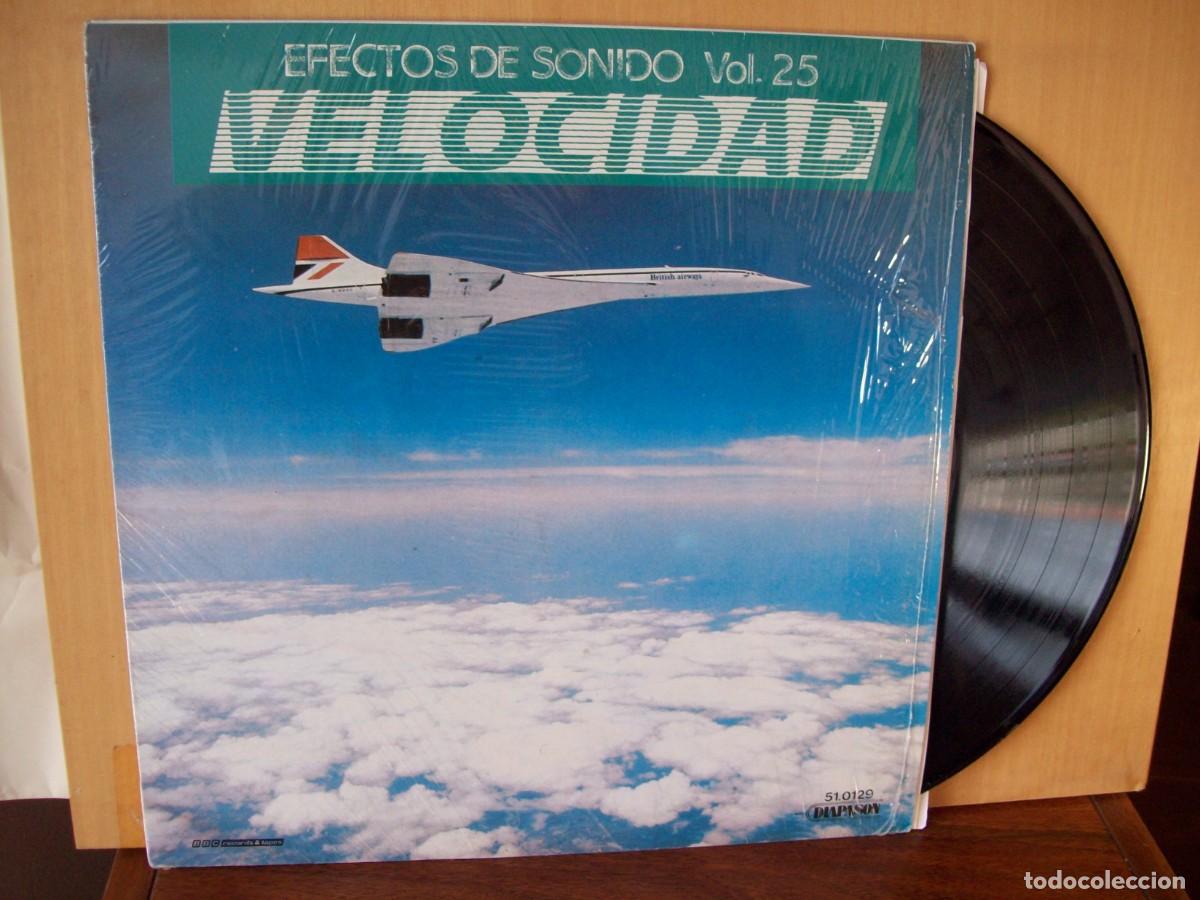 EFECTOS DE SONIDO Vol. 25
VELOCIDAD
British airways
51.0129
DIAPASON
BBC records & tapes
todocoleccion